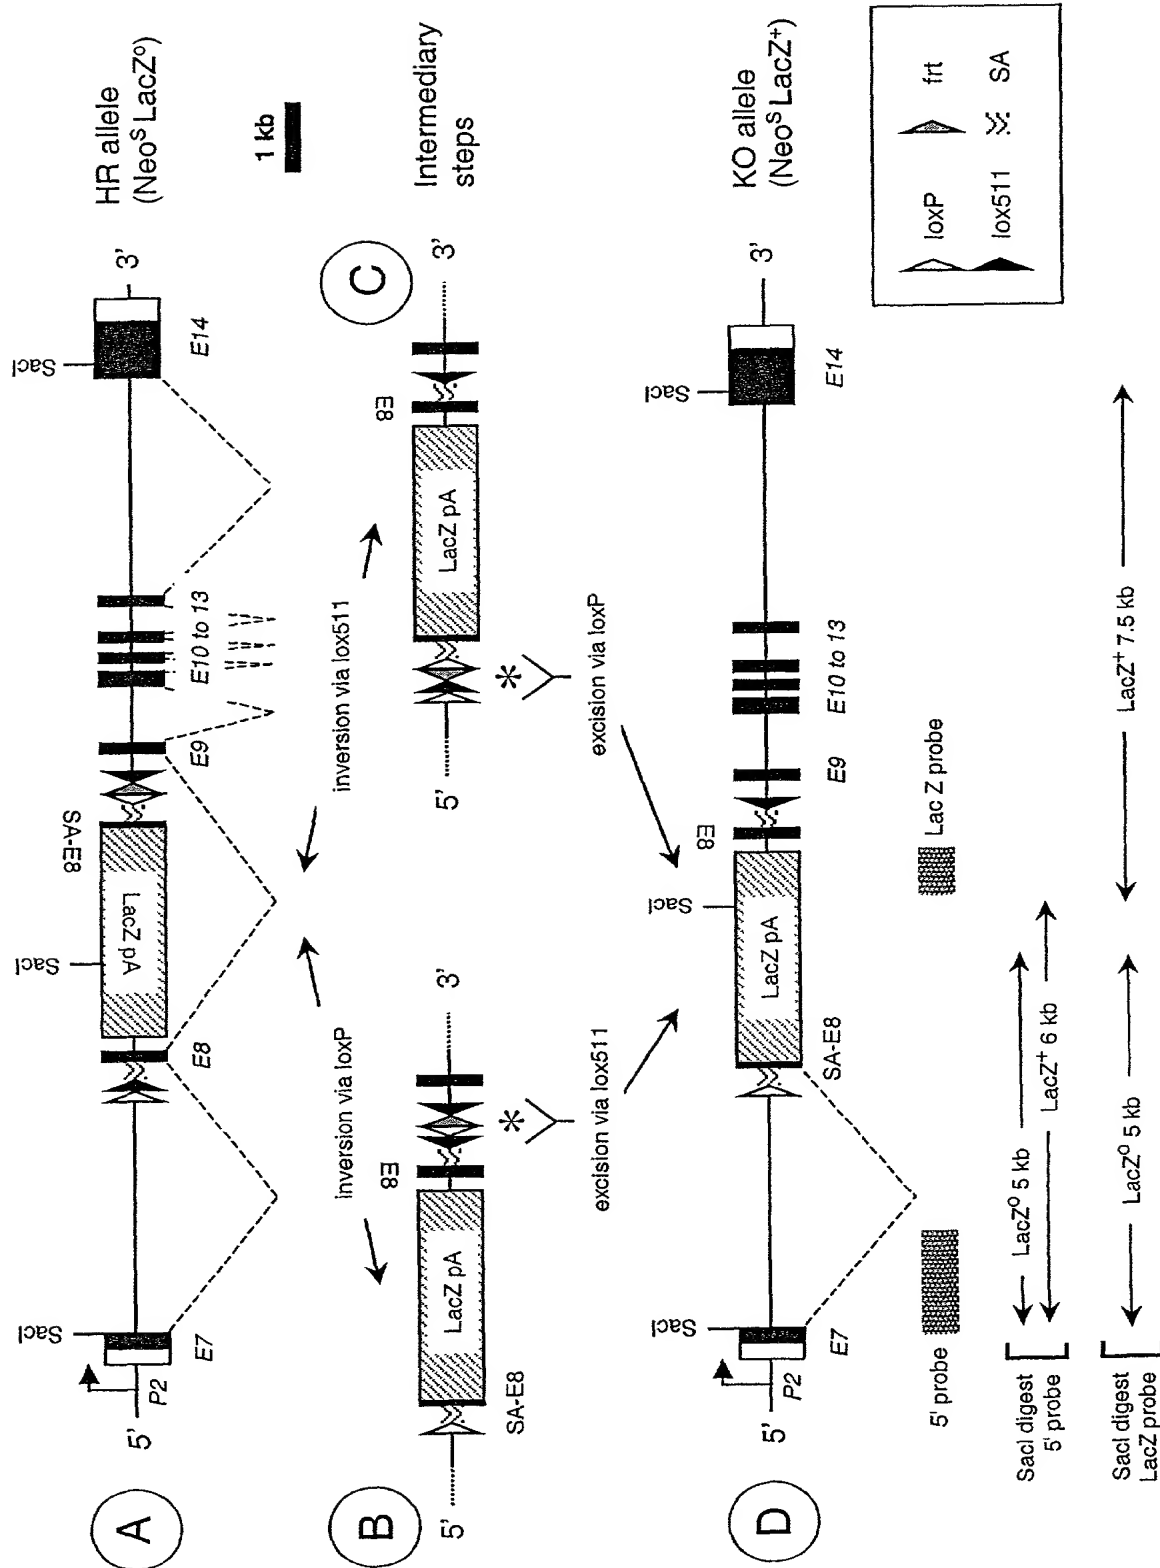 A
HR allele
(Neo^S LacZ^o)
1 kb
5'
P2
E7
SacI
E8
SacI
LacZ pA
SA-E8
E9
E10 to 13
SacI
E14
3'
inversion via loxP
inversion via lox511
Intermediary
steps
B
5'
SA-E8
LacZ pA
E8
*
3'
C
5'
*
LacZ pA
E8
3'
excision via lox511
excision via loxP
D
KO allele
(Neo^S LacZ^+)
5'
P2
E7
SacI
SA-E8
LacZ pA
SacI
E8
E9
E10 to 13
SacI
E14
3'
5' probe
Lac Z probe
loxP
frt
lox511
SA
SacI digest
5' probe
LacZ^o 5 kb
LacZ^+ 6 kb
SacI digest
LacZ probe
LacZ^o 5 kb
LacZ^+ 7.5 kb